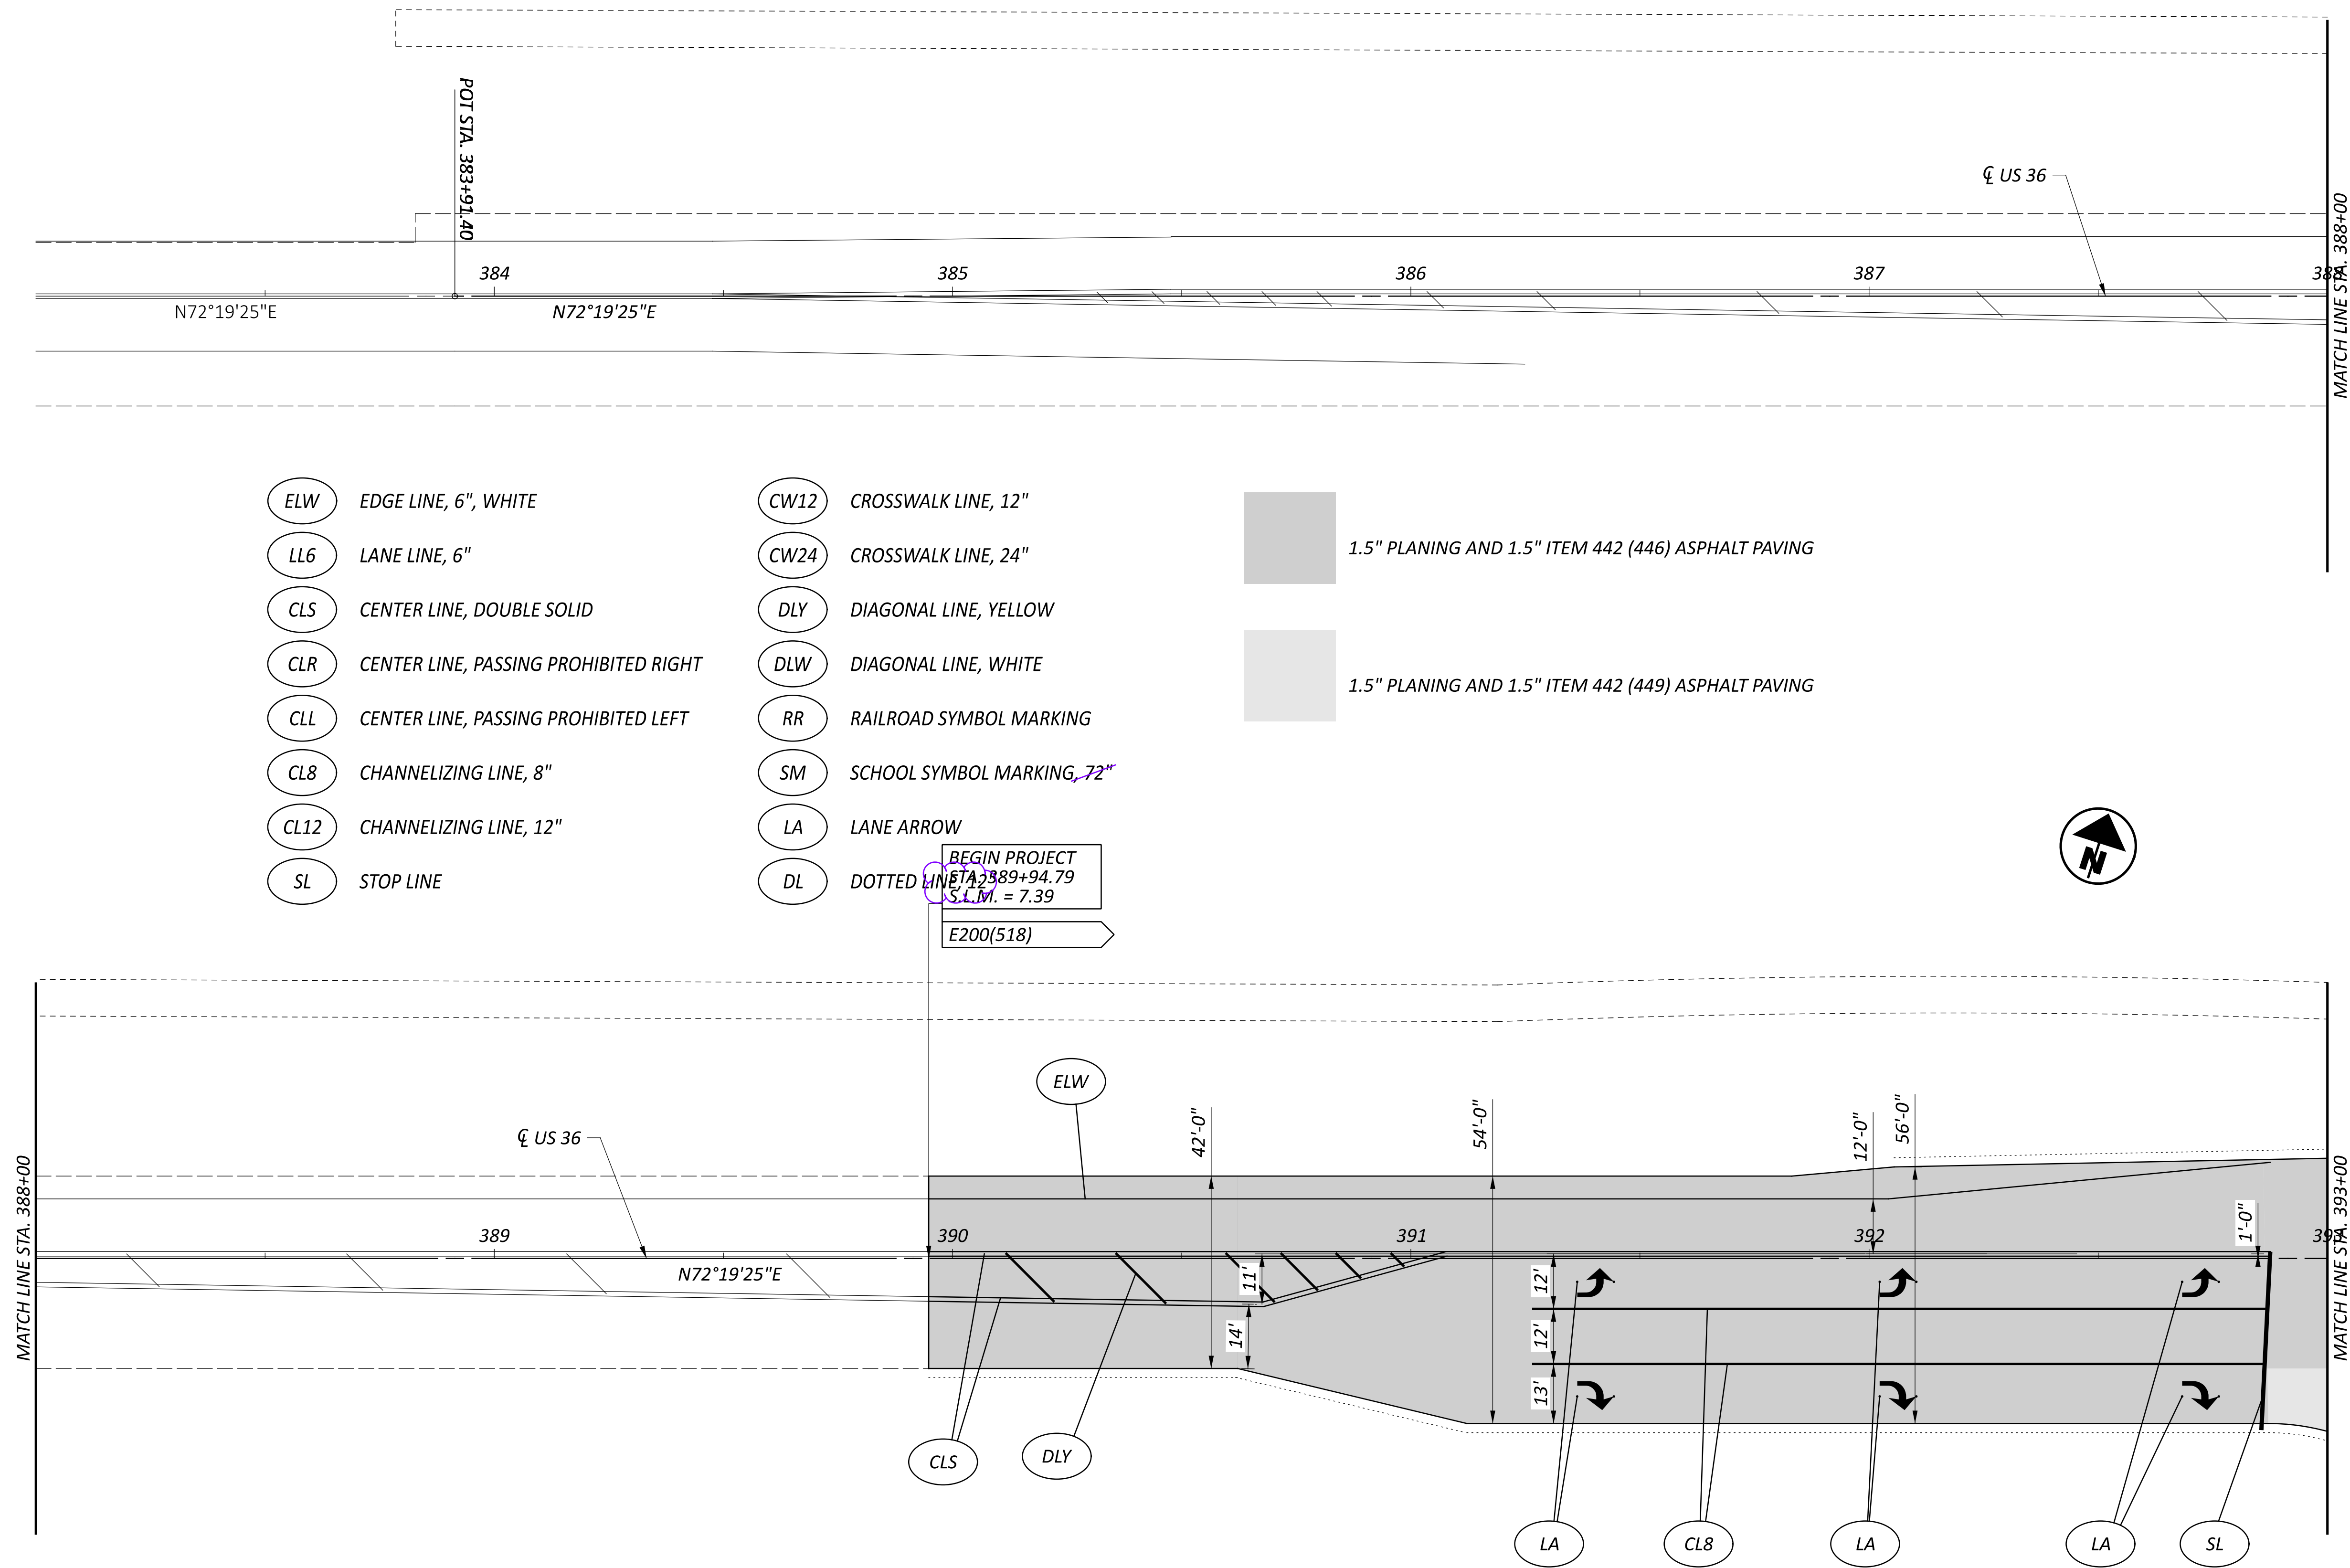 POT STA. 383+91.40
℄ US 36
MATCH LINE STA. 388+00
384
385
386
387
388
N72°19'25"E
N72°19'25"E
ELW EDGE LINE, 6", WHITE
LL6 LANE LINE, 6"
CLS CENTER LINE, DOUBLE SOLID
CLR CENTER LINE, PASSING PROHIBITED RIGHT
CLL CENTER LINE, PASSING PROHIBITED LEFT
CL8 CHANNELIZING LINE, 8"
CL12 CHANNELIZING LINE, 12"
SL STOP LINE
CW12 CROSSWALK LINE, 12"
CW24 CROSSWALK LINE, 24"
DLY DIAGONAL LINE, YELLOW
DLW DIAGONAL LINE, WHITE
RR RAILROAD SYMBOL MARKING
SM SCHOOL SYMBOL MARKING, 72"
LA LANE ARROW
DL DOTTED LINE, 12"
1.5" PLANING AND 1.5" ITEM 442 (446) ASPHALT PAVING
1.5" PLANING AND 1.5" ITEM 442 (449) ASPHALT PAVING
N
BEGIN PROJECT
STA. 389+94.79
S.L.M. = 7.39
E200(518)
MATCH LINE STA. 388+00
℄ US 36
ELW
42'-0"
54'-0"
12'-0"
56'-0"
1'-0"
MATCH LINE STA. 393+00
389
390
391
392
393
N72°19'25"E
11'
14'
12'
12'
13'
CLS
DLY
LA
CL8
LA
LA
SL